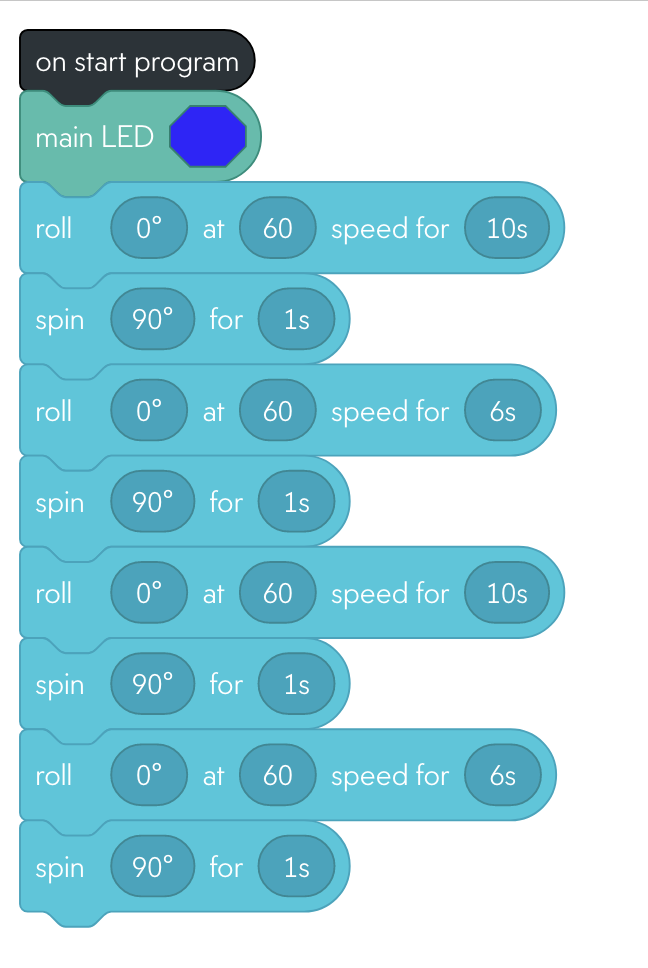 on start program
main LED
roll 0° at 60 speed for 10s
spin 90° for 1s
roll 0° at 60 speed for 6s
spin 90° for 1s
roll 0° at 60 speed for 10s
spin 90° for 1s
roll 0° at 60 speed for 6s
spin 90° for 1s